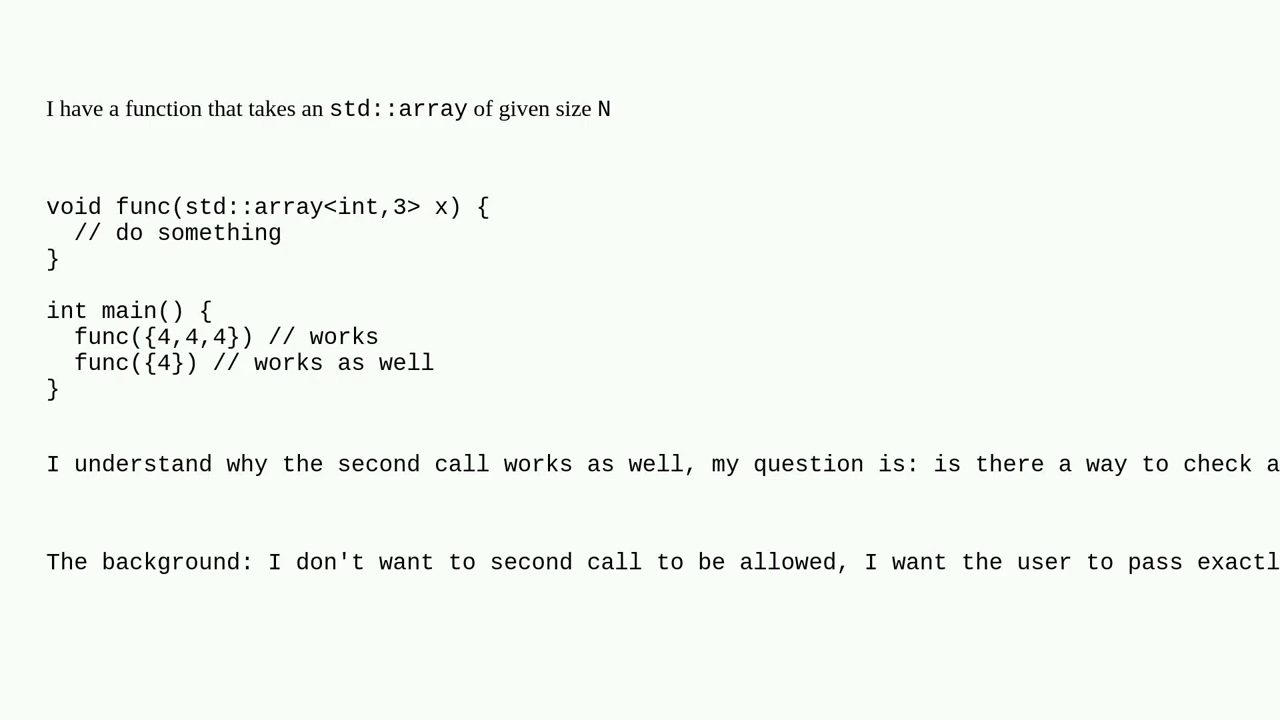 I have a function that takes an std::array of given size N
void func(std::array<int,3> x) {
  // do something
}
int main() {
  func({4,4,4}) // works
  func({4}) // works as well
}
I understand why the second call works as well, my question is: is there a way to check a
The background: I don't want to second call to be allowed, I want the user to pass exactl